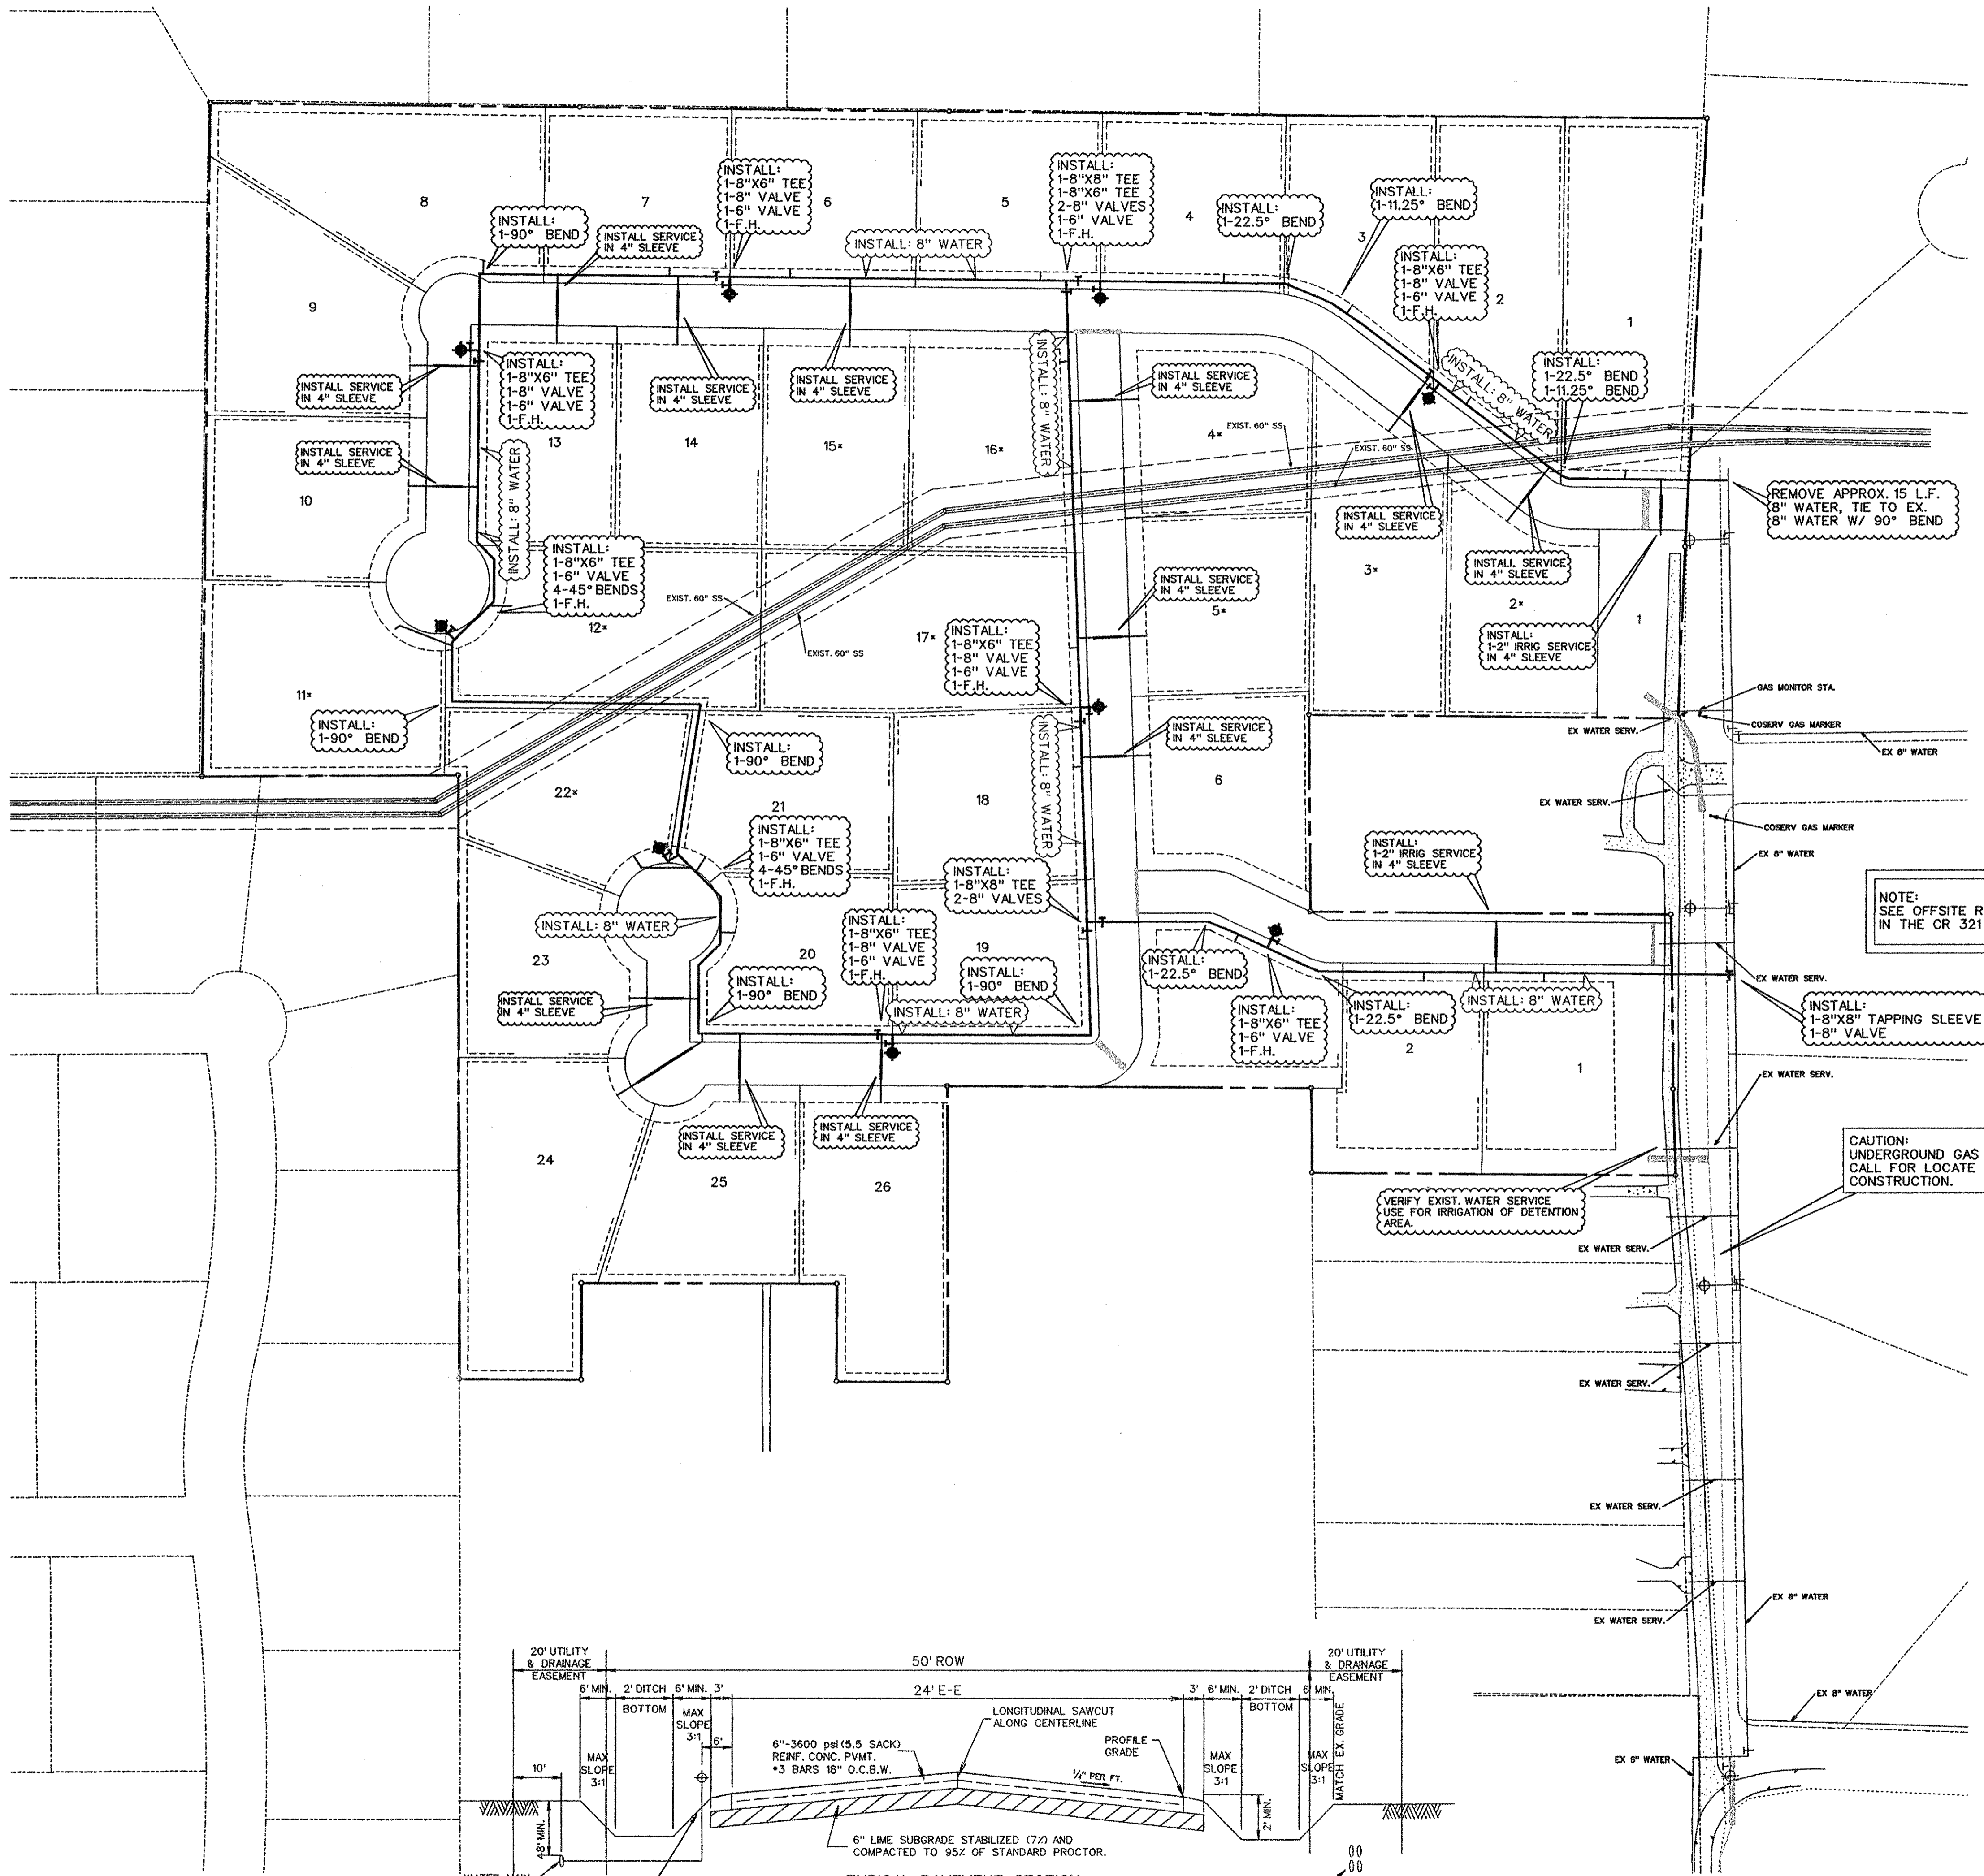 8
7
6
5
4
3
2
1
INSTALL:
1-90° BEND
INSTALL SERVICE
IN 4" SLEEVE
INSTALL:
1-8"X6" TEE
1-8" VALVE
1-6" VALVE
1-F.H.
INSTALL: 8" WATER
INSTALL:
1-8"X8" TEE
1-8"X6" TEE
2-8" VALVES
1-6" VALVE
1-F.H.
INSTALL:
1-22.5° BEND
INSTALL:
1-11.25° BEND
INSTALL:
1-8"X6" TEE
1-8" VALVE
1-6" VALVE
1-F.H.
9
INSTALL SERVICE
IN 4" SLEEVE
INSTALL:
1-8"X6" TEE
1-8" VALVE
1-6" VALVE
1-F.H.
INSTALL SERVICE
IN 4" SLEEVE
INSTALL SERVICE
IN 4" SLEEVE
INSTALL: 8" WATER
INSTALL SERVICE
IN 4" SLEEVE
INSTALL: 8" WATER
INSTALL:
1-22.5° BEND
1-11.25° BEND
13
14
15*
16*
4*
EXIST. 60" SS
EXIST. 60" SS
INSTALL SERVICE
IN 4" SLEEVE
10
INSTALL: 8" WATER
INSTALL SERVICE
IN 4" SLEEVE
REMOVE APPROX. 15 L.F.
8" WATER, TIE TO EX.
8" WATER W/ 90° BEND
INSTALL:
1-8"X6" TEE
1-6" VALVE
4-45° BENDS
1-F.H.
12*
EXIST. 60" SS
EXIST. 60" SS
17*
INSTALL:
1-8"X6" TEE
1-8" VALVE
1-6" VALVE
1-F.H.
INSTALL SERVICE
IN 4" SLEEVE
5*
3*
INSTALL SERVICE
IN 4" SLEEVE
2*
1
INSTALL:
1-2" IRRIG SERVICE
IN 4" SLEEVE
11*
INSTALL:
1-90° BEND
INSTALL:
1-90° BEND
INSTALL: 8" WATER
INSTALL SERVICE
IN 4" SLEEVE
6
GAS MONITOR STA.
COSERV GAS MARKER
EX WATER SERV.
EX 8" WATER
EX WATER SERV.
COSERV GAS MARKER
EX 8" WATER
22*
21
18
INSTALL:
1-8"X6" TEE
1-6" VALVE
4-45° BENDS
1-F.H.
INSTALL:
1-8"X8" TEE
2-8" VALVES
INSTALL:
1-2" IRRIG SERVICE
IN 4" SLEEVE
NOTE:
SEE OFFSITE R
IN THE CR 321
INSTALL: 8" WATER
INSTALL:
1-8"X6" TEE
1-8" VALVE
1-6" VALVE
1-F.H.
23
20
19
INSTALL SERVICE
IN 4" SLEEVE
INSTALL:
1-90° BEND
INSTALL:
1-90° BEND
INSTALL: 8" WATER
INSTALL:
1-22.5° BEND
INSTALL:
1-8"X6" TEE
1-6" VALVE
1-F.H.
INSTALL:
1-22.5° BEND
INSTALL: 8" WATER
EX WATER SERV.
INSTALL:
1-8"X8" TAPPING SLEEVE
1-8" VALVE
2
1
EX WATER SERV.
24
INSTALL SERVICE
IN 4" SLEEVE
INSTALL SERVICE
IN 4" SLEEVE
25
26
VERIFY EXIST. WATER SERVICE
USE FOR IRRIGATION OF DETENTION
AREA.
CAUTION:
UNDERGROUND GAS
CALL FOR LOCATE
CONSTRUCTION.
EX WATER SERV.
EX WATER SERV.
EX WATER SERV.
EX WATER SERV.
EX 8" WATER
EX 8" WATER
EX 6" WATER
20' UTILITY
& DRAINAGE
EASEMENT
50' ROW
20' UTILITY
& DRAINAGE
EASEMENT
6' MIN.
2' DITCH
BOTTOM
6' MIN.
3'
24' E-E
3'
6' MIN.
2' DITCH
BOTTOM
6' MIN.
MAX
SLOPE
3:1
6'
LONGITUDINAL SAWCUT
ALONG CENTERLINE
6"-3600 psi (5.5 SACK)
REINF. CONC. PVMT.
•3 BARS 18" O.C.B.W.
PROFILE
GRADE
MATCH EX. GRADE
10'
MAX
SLOPE
3:1
1/4" PER FT.
MAX
SLOPE
3:1
MAX
SLOPE
3:1
48' MIN.
2' MIN.
6" LIME SUBGRADE STABILIZED (7%) AND
COMPACTED TO 95% OF STANDARD PROCTOR.
WATER MAIN
TYPICAL PAVEMENT SECTION